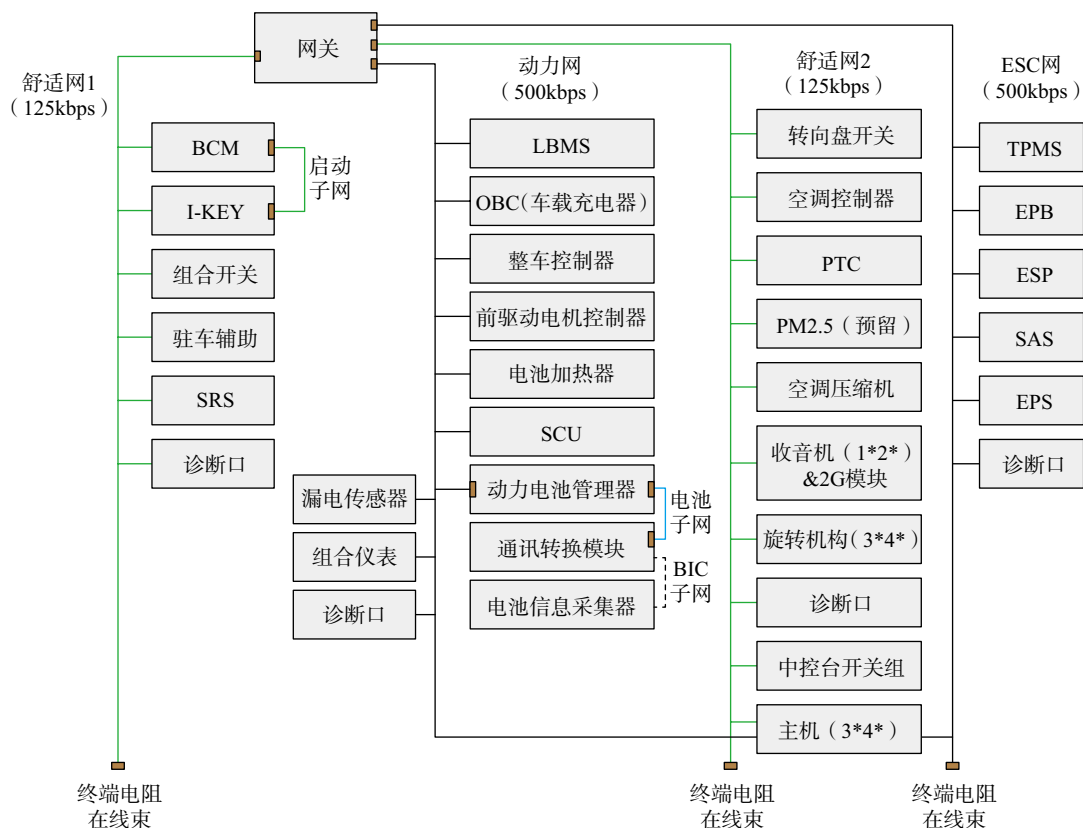 网关
舒适网1
（125kbps）
BCM
I-KEY
启动
子网
组合开关
驻车辅助
SRS
诊断口
终端电阻
在线束
动力网
（500kbps）
LBMS
OBC(车载充电器)
整车控制器
前驱动电机控制器
电池加热器
SCU
动力电池管理器
通讯转换模块
电池信息采集器
电池
子网
BIC
子网
漏电传感器
组合仪表
诊断口
舒适网2
（125kbps）
转向盘开关
空调控制器
PTC
PM2.5（预留）
空调压缩机
收音机（1*2*）
&2G模块
旋转机构(3*4*）
诊断口
中控台开关组
主机（3*4*）
终端电阻
在线束
ESC网
（500kbps）
TPMS
EPB
ESP
SAS
EPS
诊断口
终端电阻
在线束